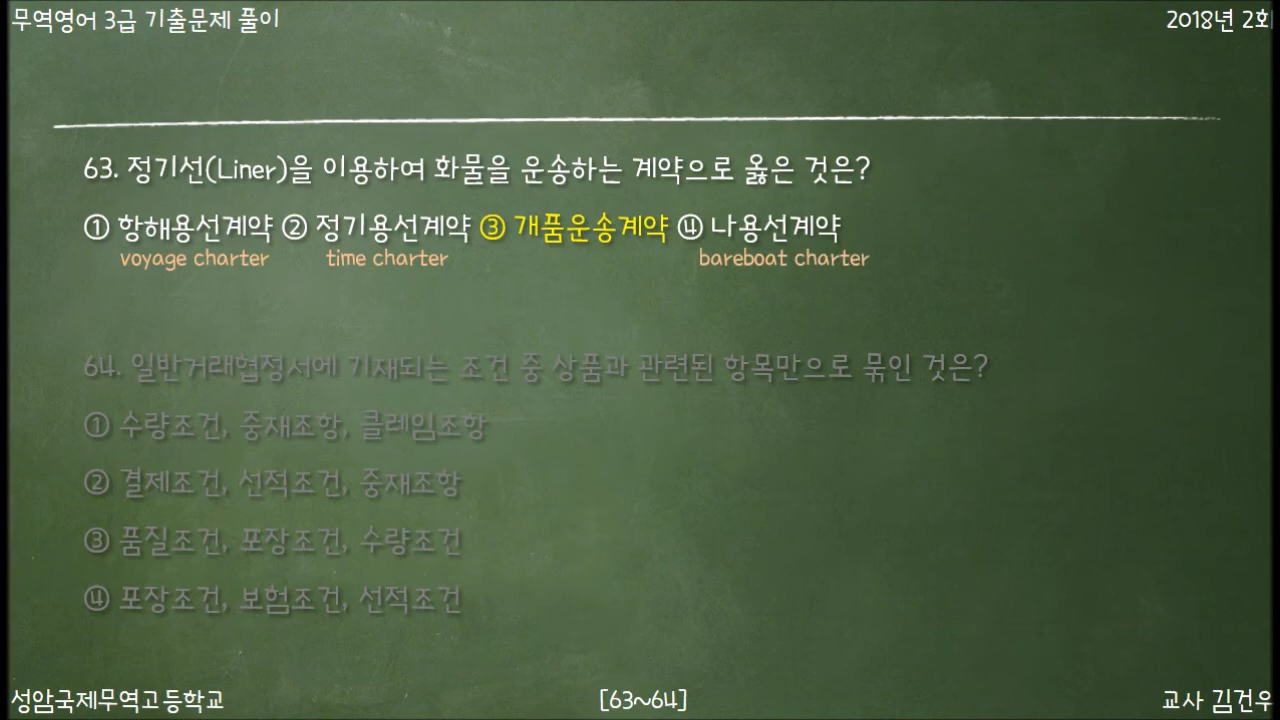 무역영어 3급 기출문제 풀이
2018년 2회
63. 정기선(Liner)을 이용하여 화물을 운송하는 계약으로 옳은 것은?
① 항해용선계약 ② 정기용선계약 ③ 개품운송계약 ④ 나용선계약
voyage charter time charter bareboat charter
64. 일반거래협정서에 기재되는 조건 중 상품과 관련된 항목만으로 묶인 것은?
① 수량조건, 중재조항, 클레임조항
② 결제조건, 선적조건, 중재조항
③ 품질조건, 포장조건, 수량조건
④ 포장조건, 보험조건, 선적조건
성암국제무역고등학교
[63~64]
교사 김건우